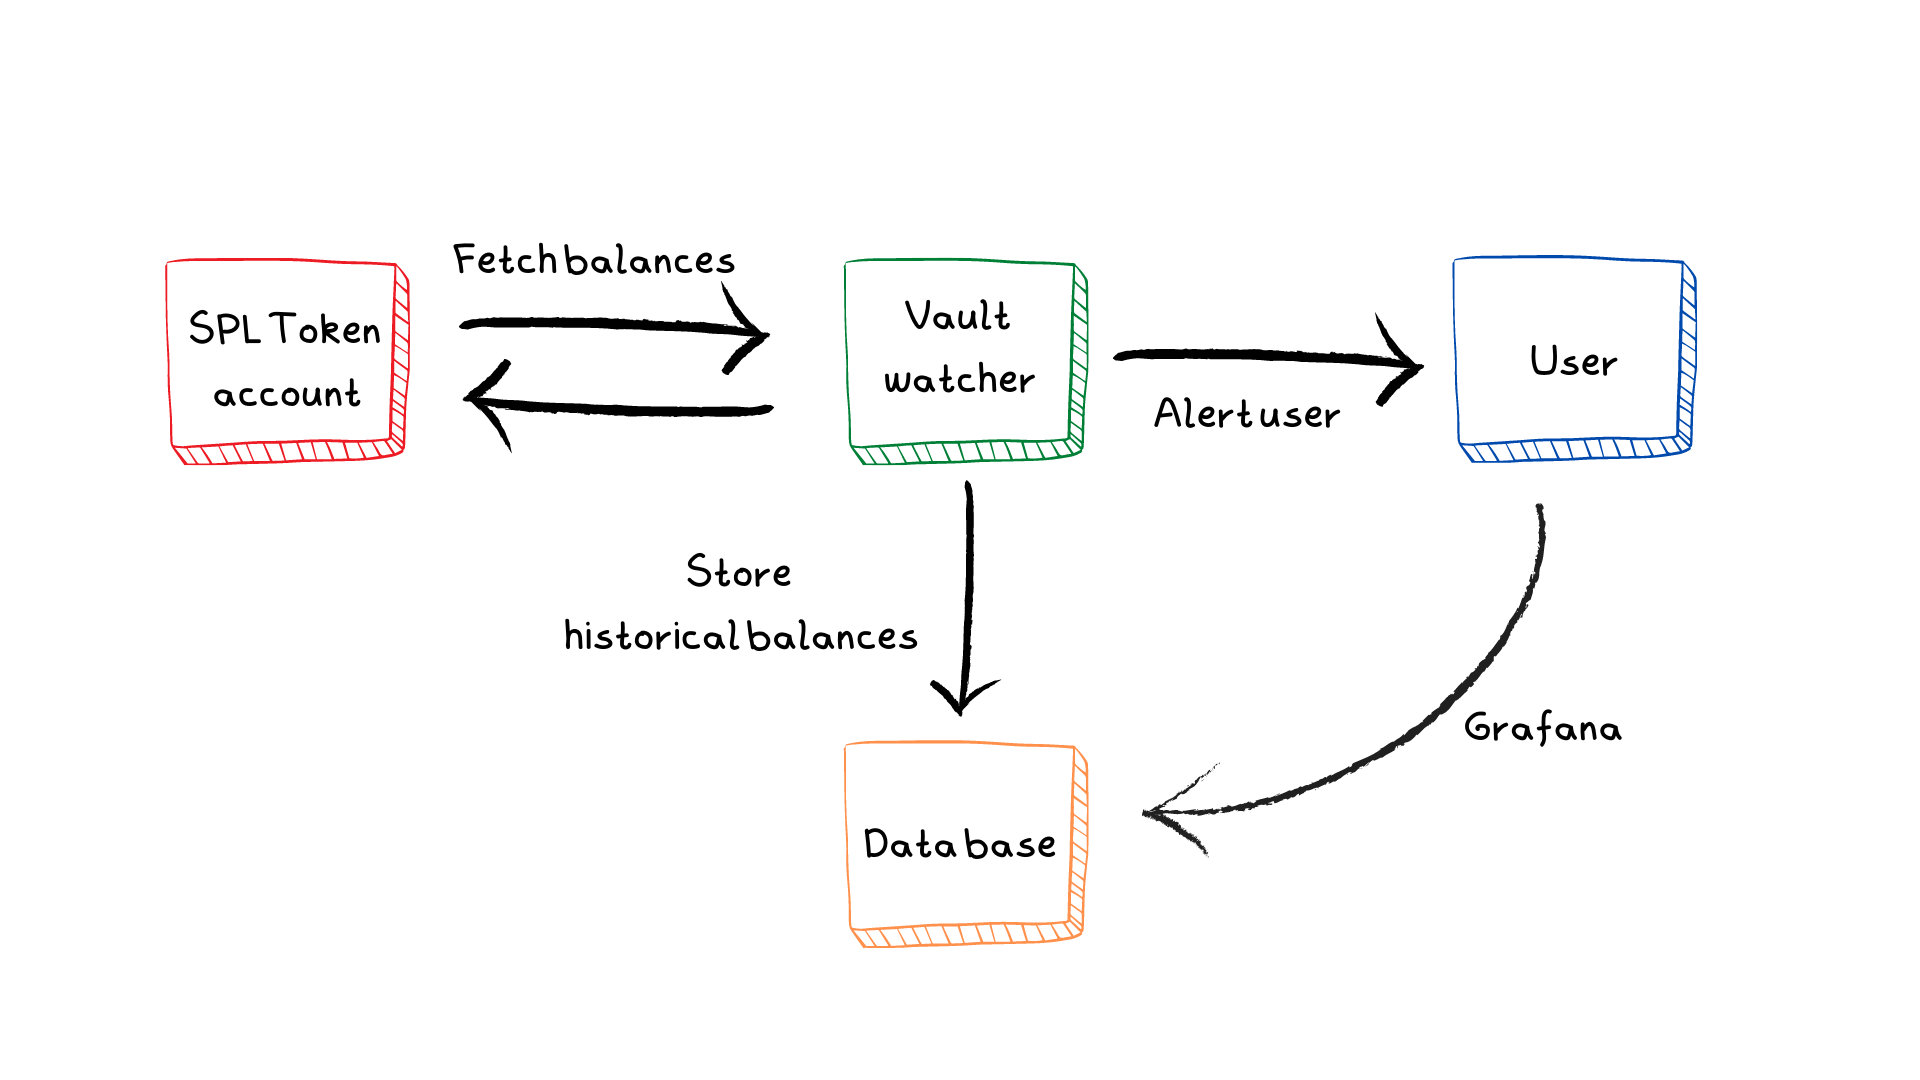 Fetch balances
SPL Token
account
Vault
watcher
Alert user
User
Store
historical balances
Grafana
Database